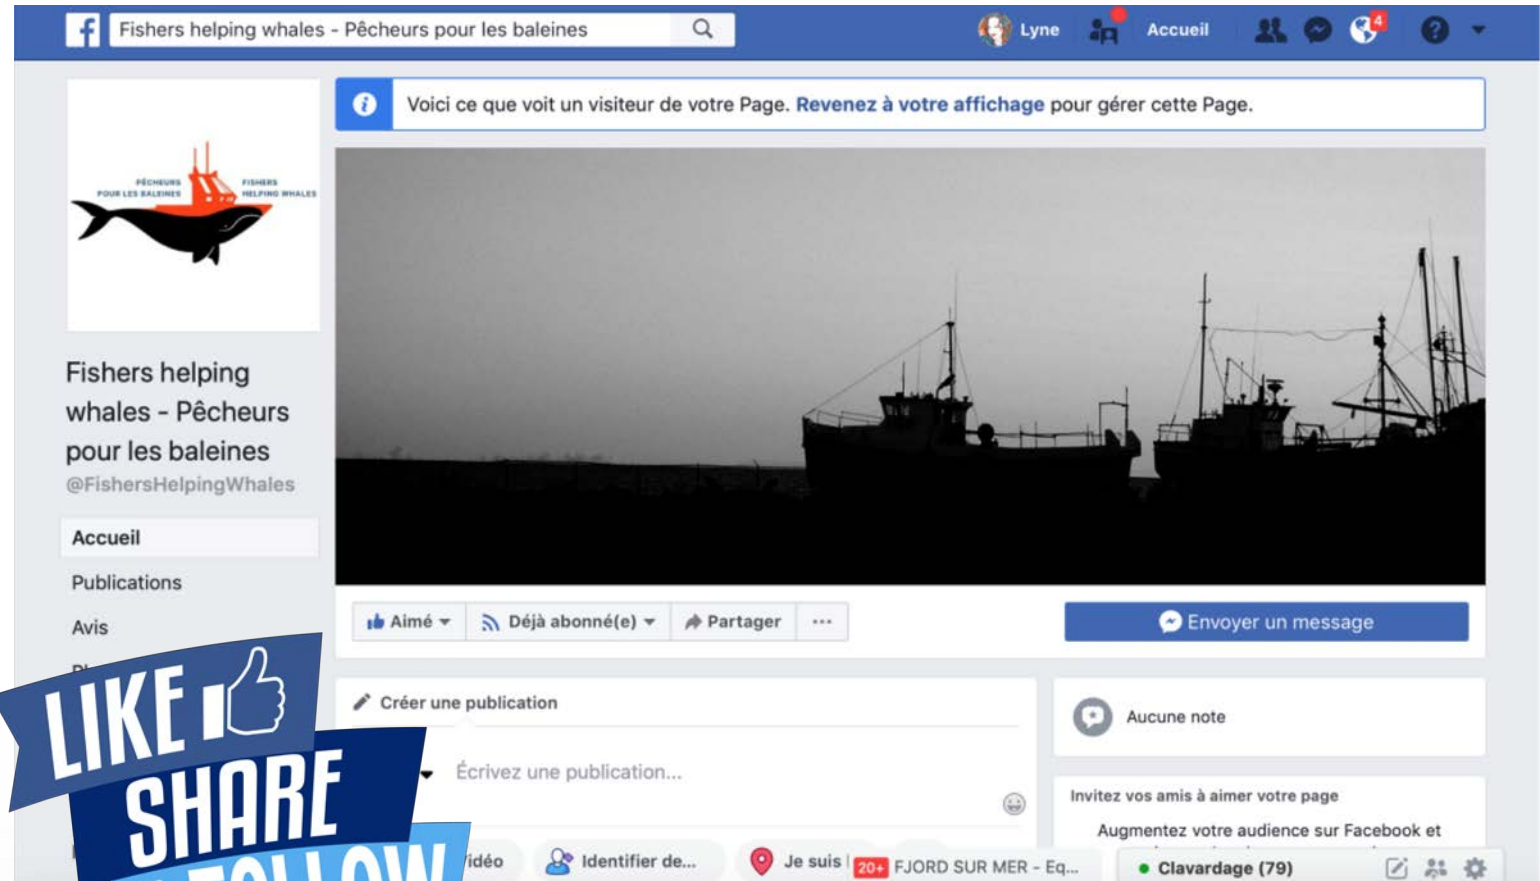 Fishers helping whales - Pêcheurs pour les baleines
Lyne
Accueil
4
Voici ce que voit un visiteur de votre Page. Revenez à votre affichage pour gérer cette Page.
PÊCHEURS
POUR LES BALEINES
FISHERS
HELPING WHALES
Fishers helping
whales - Pêcheurs
pour les baleines
@FishersHelpingWhales
Accueil
Publications
Avis
Aimé
Déjà abonné(e)
Partager
Envoyer un message
Créer une publication
Écrivez une publication...
Aucune note
Invitez vos amis à aimer votre page
Augmentez votre audience sur Facebook et
Identifier de...
Je suis
20+ FJORD SUR MER - Eq...
Clavardage (79)
LIKE
SHARE
FOLLOW